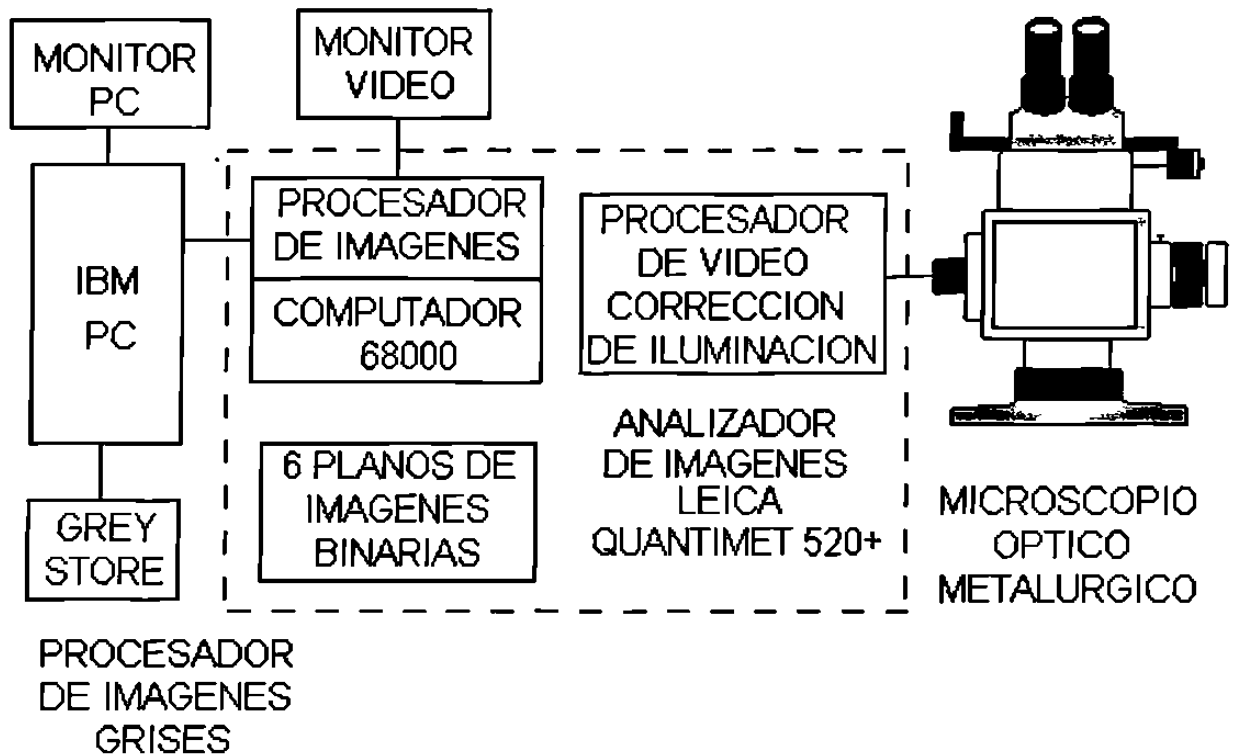 MONITOR
PC
MONITOR
VIDEO
IBM
PC
PROCESADOR
DE IMAGENES
COMPUTADOR
68000
PROCESADOR
DE VIDEO
CORRECCION
DE ILUMINACION
6 PLANOS DE
IMAGENES
BINARIAS
ANALIZADOR
DE IMAGENES
LEICA
QUANTIMET 520+
GREY
STORE
PROCESADOR
DE IMAGENES
GRISES
MICROSCOPIO
OPTICO
METALURGICO